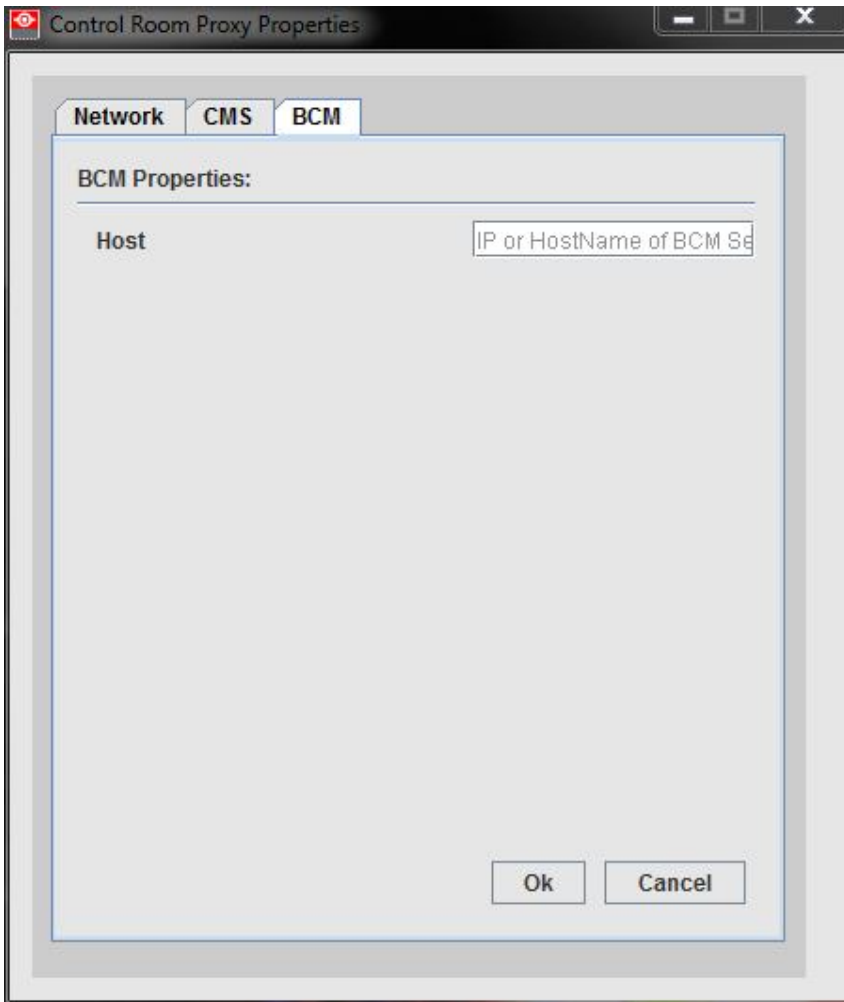 Control Room Proxy Properties
Network CMS BCM
BCM Properties:
Host IP or HostName of BCM Se
Ok Cancel